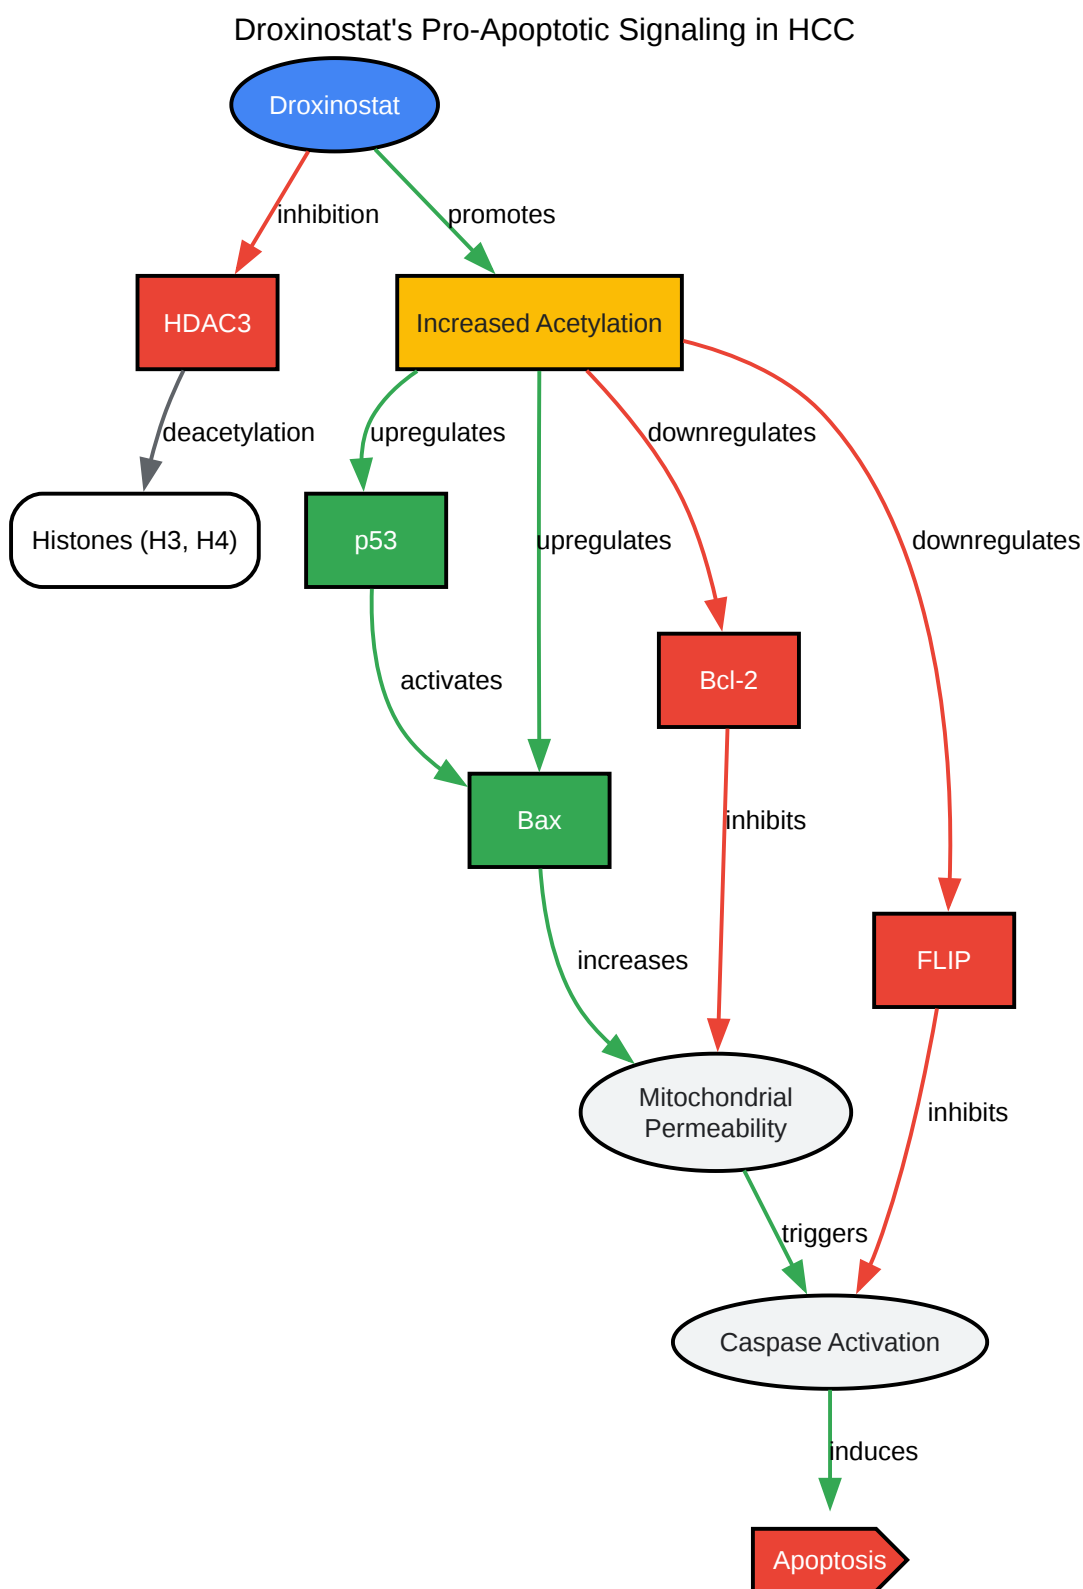 Droxinostat's Pro-Apoptotic Signaling in HCC
Droxinostat
inhibition
promotes
HDAC3
Increased Acetylation
deacetylation
upregulates
downregulates
Histones (H3, H4)
p53
upregulates
downregulates
activates
Bcl-2
Bax
inhibits
increases
FLIP
Mitochondrial
Permeability
inhibits
triggers
Caspase Activation
induces
Apoptosis